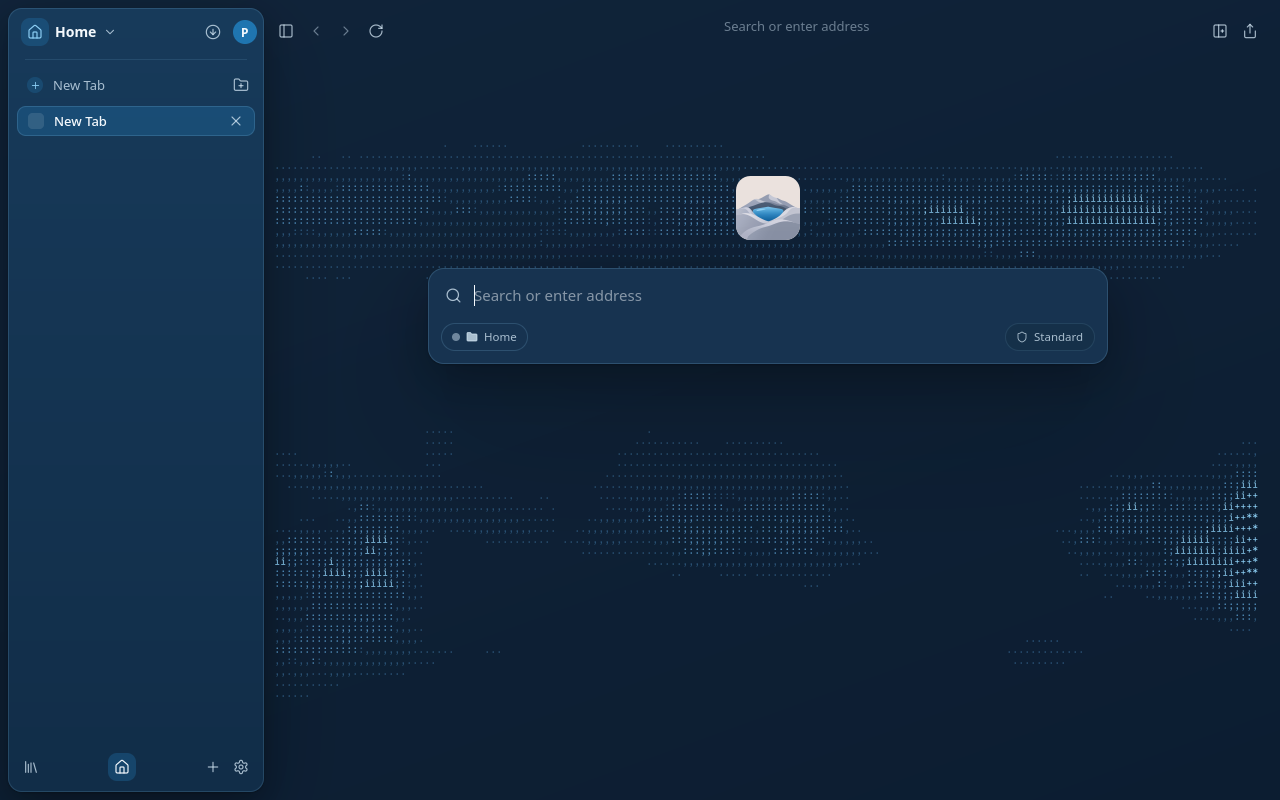 Home
P
Search or enter address
New Tab
New Tab
Search or enter address
Home
Standard